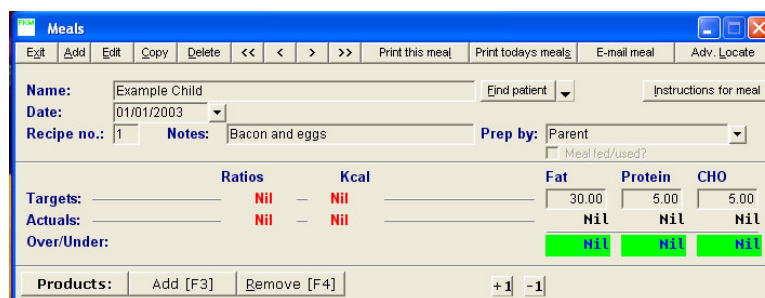 FKM Meals
Exit Add Edit Copy Delete << < > >> Print this meal Print todays meals E-mail meal Adv. Locate
Name: Example Child Find patient Instructions for meal
Date: 01/01/2003
Recipe no.: 1 Notes: Bacon and eggs Prep by: Parent
Meal fed/used?
Ratios Kcal Fat Protein CHO
Targets: Nil Nil 30.00 5.00 5.00
Actuals: Nil Nil Nil Nil Nil
Over/Under: Nil Nil Nil
Products: Add [F3] Remove [F4] +1 -1